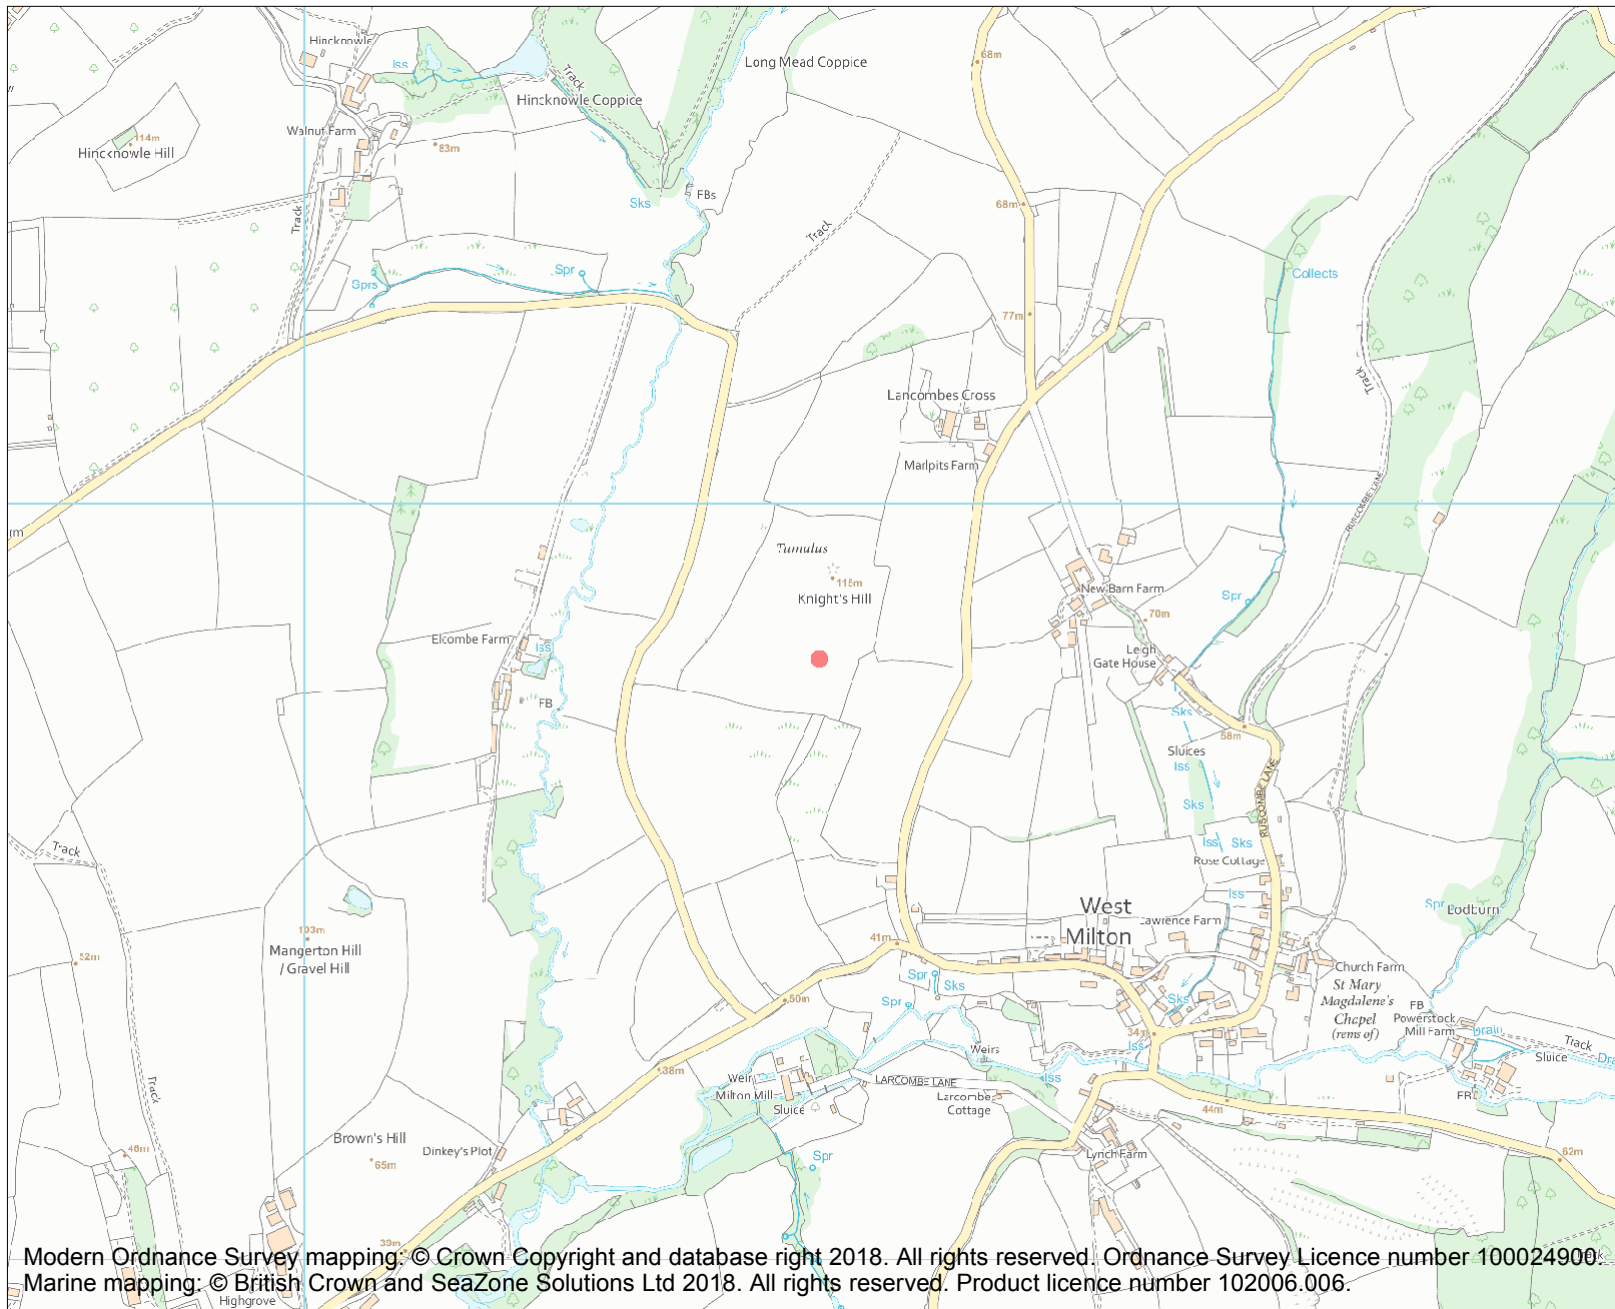 Hincknowle
Iss
68m
Long Mead Coppice
Track
Hincknowle Coppice
114m
Hincknowle Hill
Walnut Farm
83m
FBs
Sks
68m
Track
Track
Collects
Sprs
Spr
77m
Track
Lancombes Cross
Marlpits Farm
RUSCOMBE LANE
Tumulus
115m
Knight's Hill
New Barn Farm
Spr
70m
Elcombe Farm
Iss
Leigh
Gate House
FB
Sks
58m
Sluices
Iss
Sks
RUSCOMBE LANE
Track
Iss
Sks
Rose Cottage
Iss
West
Milton
Lawrence Farm
Spr
Lodburn
103m
Mangerton Hill
/ Gravel Hill
52m
41m
Spr
Sks
Church Farm
St Mary
Magdalene's
Chapel
(rems of)
50m
Spr
Sks
FB
Powerstock
Mill Farm
Drain
Track
Sluice
34m
Iss
Weirs
38m
Weir
Milton Mill
Sluice
LARCOMBE LANE
Larcombe
Cottage
Iss
44m
Track
Brown's Hill
65m
Dinkey's Plot
46m
Spr
Lynch Farm
62m
39m
Track
Modern Ordnance Survey mapping: © Crown Copyright and database right 2018. All rights reserved. Ordnance Survey Licence number 100024900.
Marine mapping: © British Crown and SeaZone Solutions Ltd 2018. All rights reserved. Product licence number 102006.006.
Highgrove